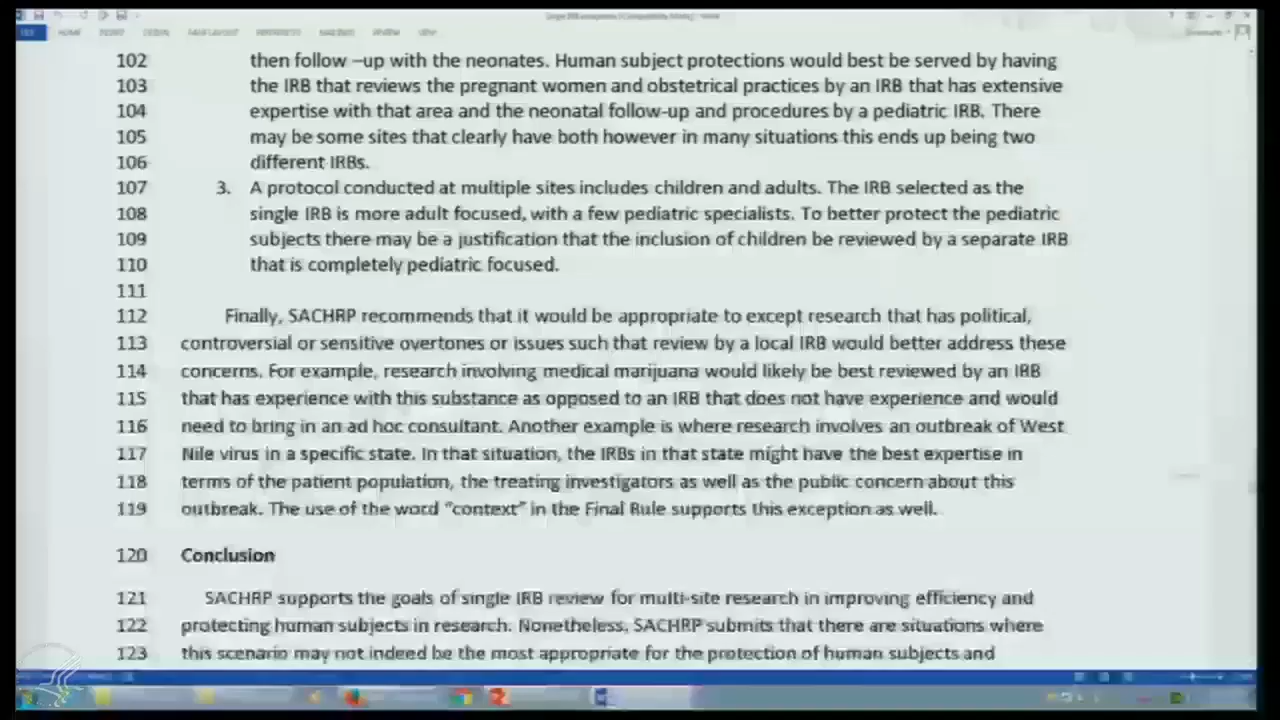 HOME
102 then follow –up with the neonates. Human subject protections would best be served by having
103 the IRB that reviews the pregnant women and obstetrical practices by an IRB that has extensive
104 expertise with that area and the neonatal follow-up and procedures by a pediatric IRB. There
105 may be some sites that clearly have both however in many situations this ends up being two
106 different IRBs.
107 3. A protocol conducted at multiple sites includes children and adults. The IRB selected as the
108 single IRB is more adult focused, with a few pediatric specialists. To better protect the pediatric
109 subjects there may be a justification that the inclusion of children be reviewed by a separate IRB
110 that is completely pediatric focused.
111
112 Finally, SACHRP recommends that it would be appropriate to except research that has political,
113 controversial or sensitive overtones or issues such that review by a local IRB would better address these
114 concerns. For example, research involving medical marijuana would likely be best reviewed by an IRB
115 that has experience with this substance as opposed to an IRB that does not have experience and would
116 need to bring in an ad hoc consultant. Another example is where research involves an outbreak of West
117 Nile virus in a specific state. In that situation, the IRBs in that state might have the best expertise in
118 terms of the patient population, the treating investigators as well as the public concern about this
119 outbreak. The use of the word "context" in the Final Rule supports this exception as well.
120 Conclusion
121 SACHRP supports the goals of single IRB review for multi-site research in improving efficiency and
122 protecting human subjects in research. Nonetheless, SACHRP submits that there are situations where
123 this scenario may not indeed be the most appropriate for the protection of human subjects and